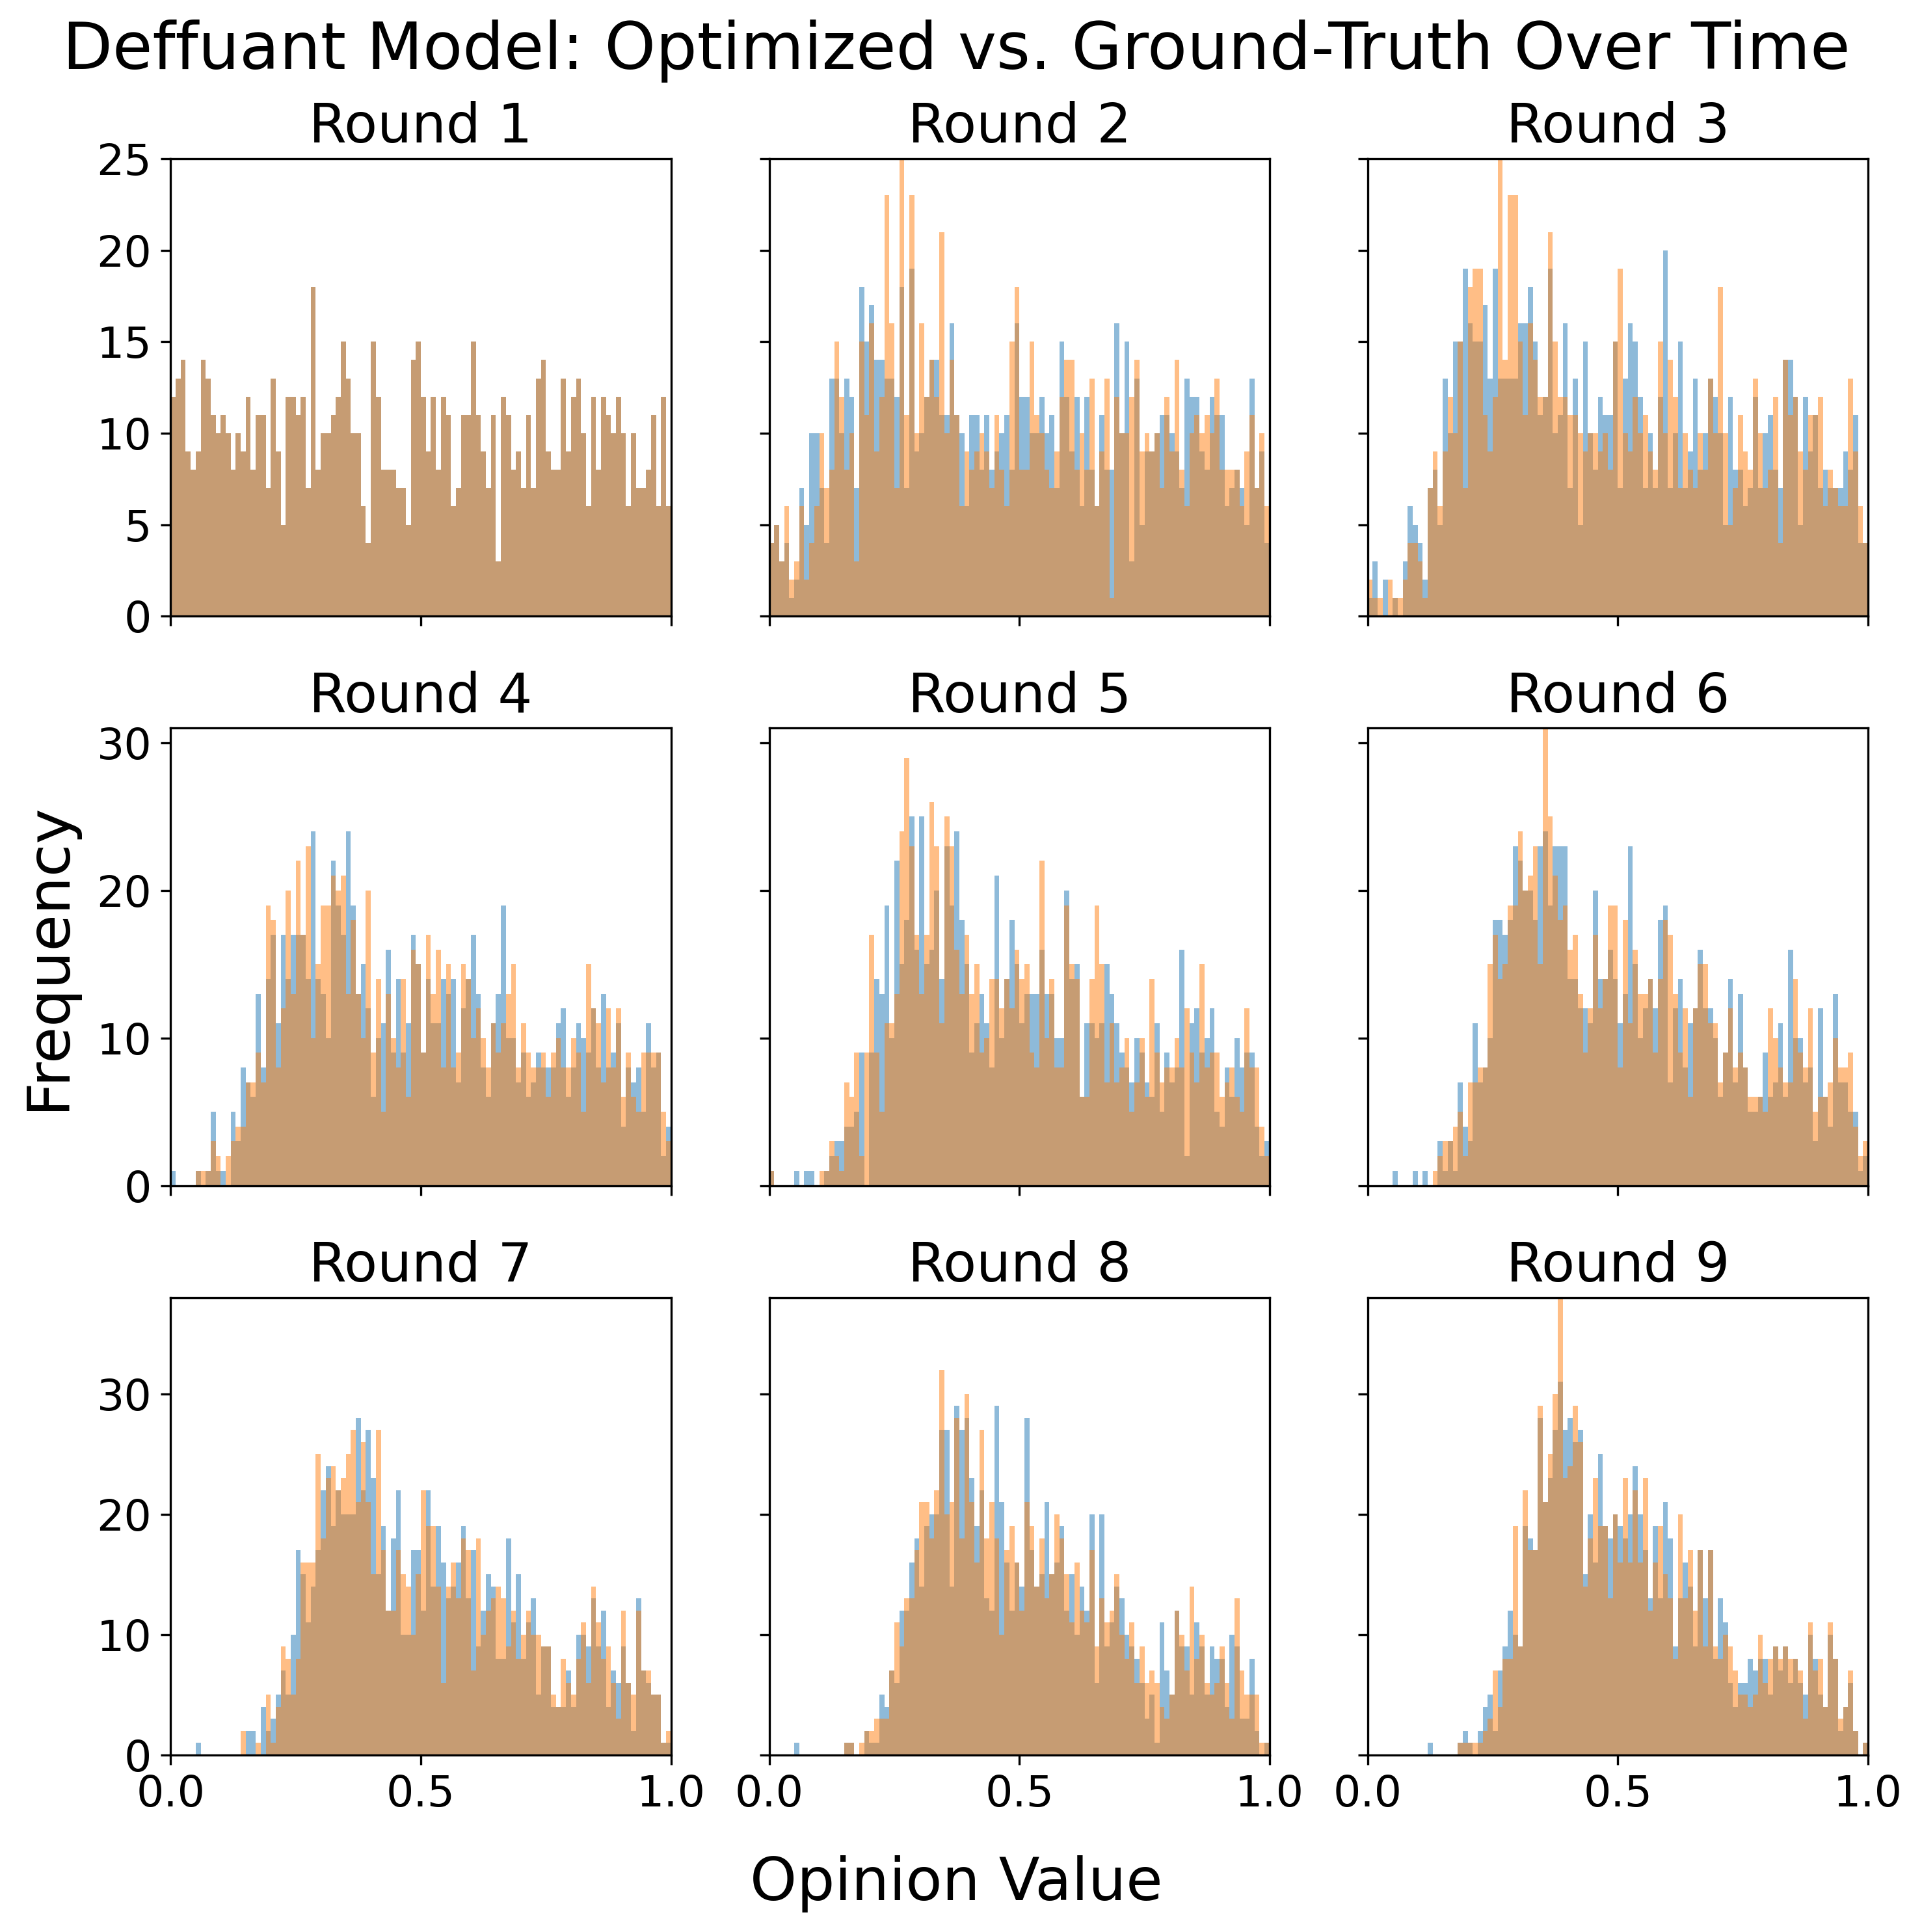 Deffuant Model: Optimized vs. Ground-Truth Over Time
Round 1
Round 2
Round 3
25
20
15
10
5
0
Round 4
Round 5
Round 6
30
20
10
0
Frequency
Round 7
Round 8
Round 9
30
20
10
0
0.0 0.5 1.0 0.0 0.5 1.0 0.0 0.5 1.0
Opinion Value